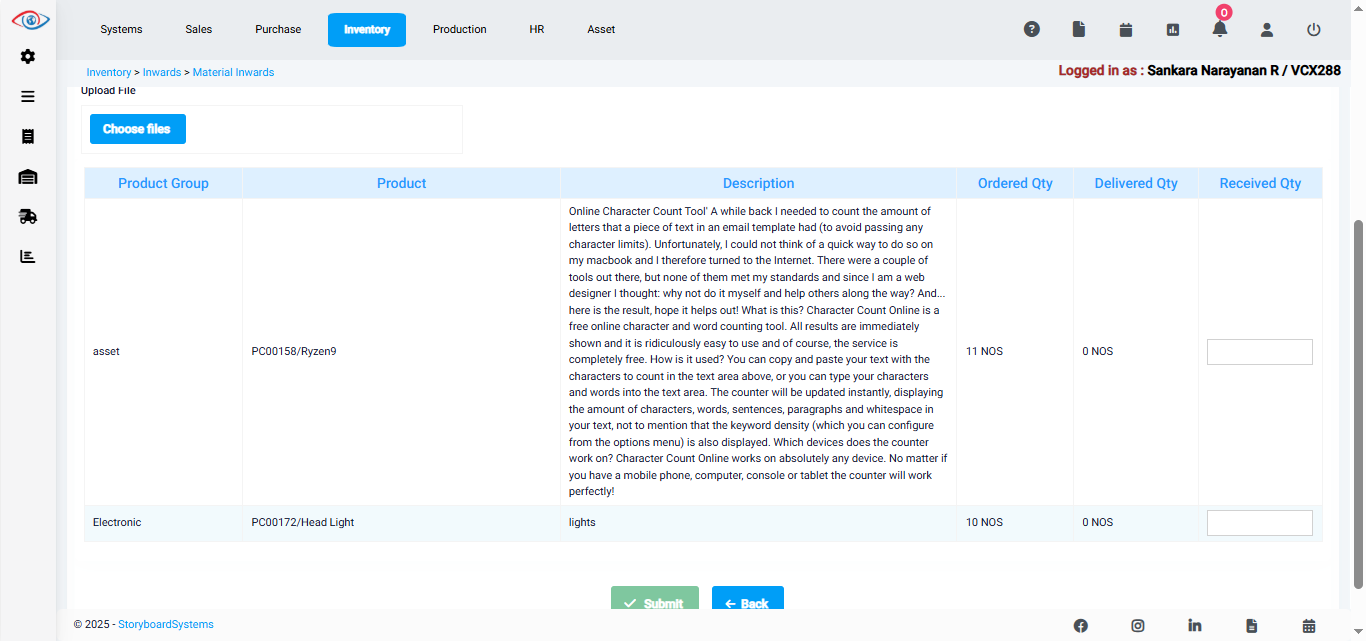 Systems Sales Purchase Inventory Production HR Asset 0
Inventory > Inwards > Material Inwards
Logged in as : Sankara Narayanan R / VCX288
Upload File
Choose files
Product Group Product Description Ordered Qty Delivered Qty Received Qty
Online Character Count Tool' A while back I needed to count the amount of
letters that a piece of text in an email template had (to avoid passing any
character limits). Unfortunately, I could not think of a quick way to do so on
my macbook and I therefore turned to the Internet. There were a couple of
tools out there, but none of them met my standards and since I am a web
designer I thought: why not do it myself and help others along the way? And...
here is the result, hope it helps out! What is this? Character Count Online is a
free online character and word counting tool. All results are immediately
shown and it is ridiculously easy to use and of course, the service is
asset PC00158/Ryzen9 completely free. How is it used? You can copy and paste your text with the 11 NOS 0 NOS
characters to count in the text area above, or you can type your characters
and words into the text area. The counter will be updated instantly, displaying
the amount of characters, words, sentences, paragraphs and whitespace in
your text, not to mention that the keyword density (which you can configure
from the options menu) is also displayed. Which devices does the counter
work on? Character Count Online works on absolutely any device. No matter if
you have a mobile phone, computer, console or tablet the counter will work
perfectly!
Electronic PC00172/Head Light lights 10 NOS 0 NOS
Submit Back
© 2025 - StoryboardSystems